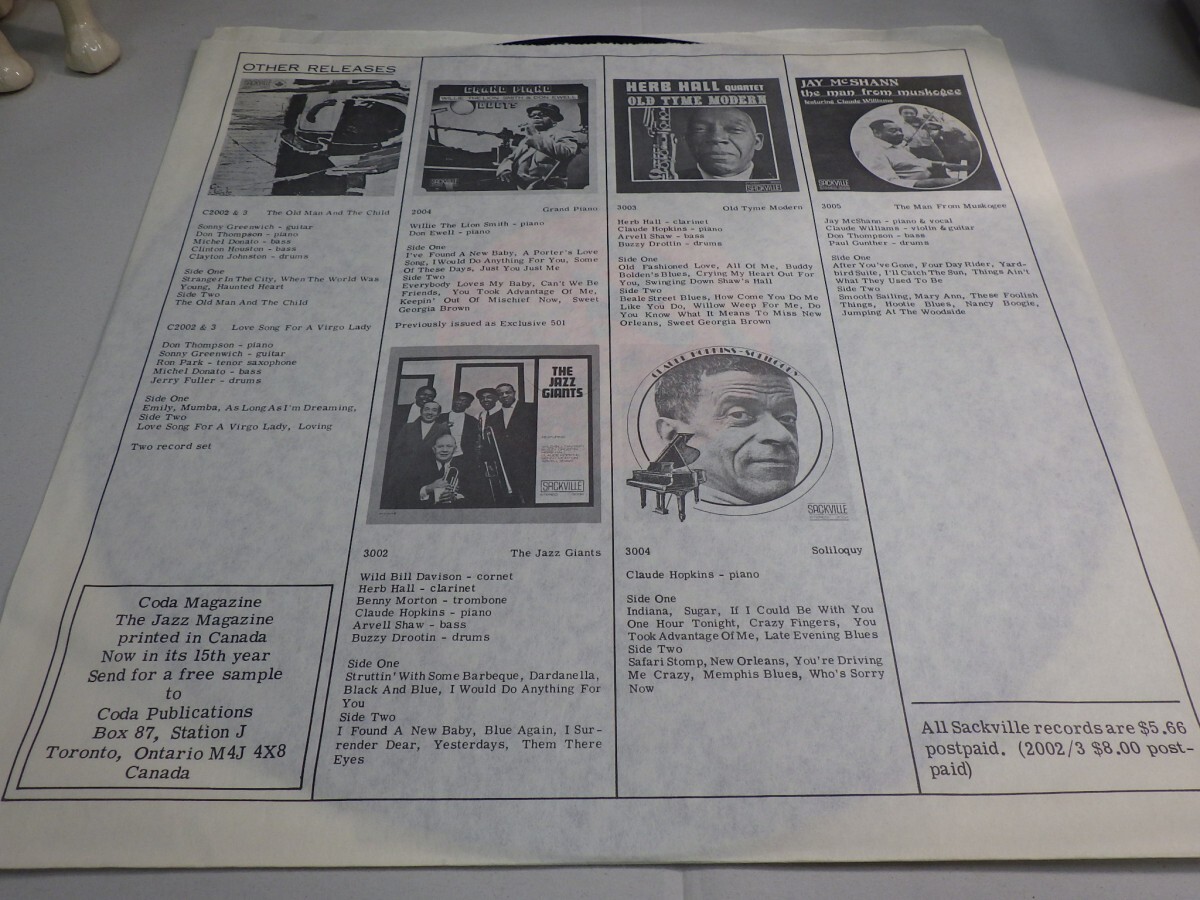 OTHER RELEASES
C2002 & 3 The Old Man And The Child
Sonny Greenwich - guitar
Don Thompson - piano
Michel Donato - bass
Clinton Houston - bass
Clayton Johnston - drums
Side One
Stranger In The City, When The World Was
Young, Haunted Heart
Side Two
The Old Man And The Child
C2002 & 3 Love Song For A Virgo Lady
Don Thompson - piano
Sonny Greenwich - guitar
Ron Park - tenor saxophone
Michel Donato - bass
Jerry Fuller - drums
Side One
Emily, Mumba, As Long As I'm Dreaming,
Side Two
Love Song For A Virgo Lady, Loving
Two record set
Coda Magazine
The Jazz Magazine
printed in Canada
Now in its 15th year
Send for a free sample
to
Coda Publications
Box 87, Station J
Toronto, Ontario M4J 4X8
Canada
GRAND PIANO
WILLIE THE LION SMITH & DON EWELL
DUETS
SACKVILLE
2004 Grand Piano
Willie The Lion Smith - piano
Don Ewell - piano
Side One
I've Found A New Baby, A Porter's Love
Song, I Would Do Anything For You, Some
Of These Days, Just You Just Me
Side Two
Everybody Loves My Baby, Can't We Be
Friends, You Took Advantage Of Me,
Keepin' Out Of Mischief Now, Sweet
Georgia Brown
Previously issued as Exclusive 501
THE
JAZZ
GIANTS
SACKVILLE
3002 The Jazz Giants
Wild Bill Davison - cornet
Herb Hall - clarinet
Benny Morton - trombone
Claude Hopkins - piano
Arvell Shaw - bass
Buzzy Drootin - drums
Side One
Struttin' With Some Barbeque, Dardanella,
Black And Blue, I Would Do Anything For
You
Side Two
I Found A New Baby, Blue Again, I Sur-
render Dear, Yesterdays, Them There
Eyes
HERB HALL QUARTET
OLD TYME MODERN
SACKVILLE
3003 Old Tyme Modern
Herb Hall - clarinet
Claude Hopkins - piano
Arvell Shaw - bass
Buzzy Drottin - drums
Side One
Old Fashioned Love, All Of Me, Buddy
Bolden's Blues, Crying My Heart Out For
You, Swinging Down Shaw's Hall
Side Two
Beale Street Blues, How Come You Do Me
Like You Do, Willow Weep For Me, Do
You Know What It Means To Miss New
Orleans, Sweet Georgia Brown
CLAUDE HOPKINS - SOLILOQUY
SACKVILLE
3004 Soliloquy
Claude Hopkins - piano
Side One
Indiana, Sugar, If I Could Be With You
One Hour Tonight, Crazy Fingers, You
Took Advantage Of Me, Late Evening Blues
Side Two
Safari Stomp, New Orleans, You're Driving
Me Crazy, Memphis Blues, Who's Sorry
Now
JAY McSHANN
the man from muskogee
featuring Claude Williams
SACKVILLE
3005 The Man From Muskogee
Jay McShann - piano & vocal
Claude Williams - violin & guitar
Don Thompson - bass
Paul Gunther - drums
Side One
After You've Gone, Four Day Rider, Yard-
bird Suite, I'll Catch The Sun, Things Ain't
What They Used To Be
Side Two
Smooth Sailing, Mary Ann, These Foolish
Things, Hootie Blues, Nancy Boogie,
Jumping At The Woodside
All Sackville records are $5.66
postpaid. (2002/3 $8.00 post-
paid)